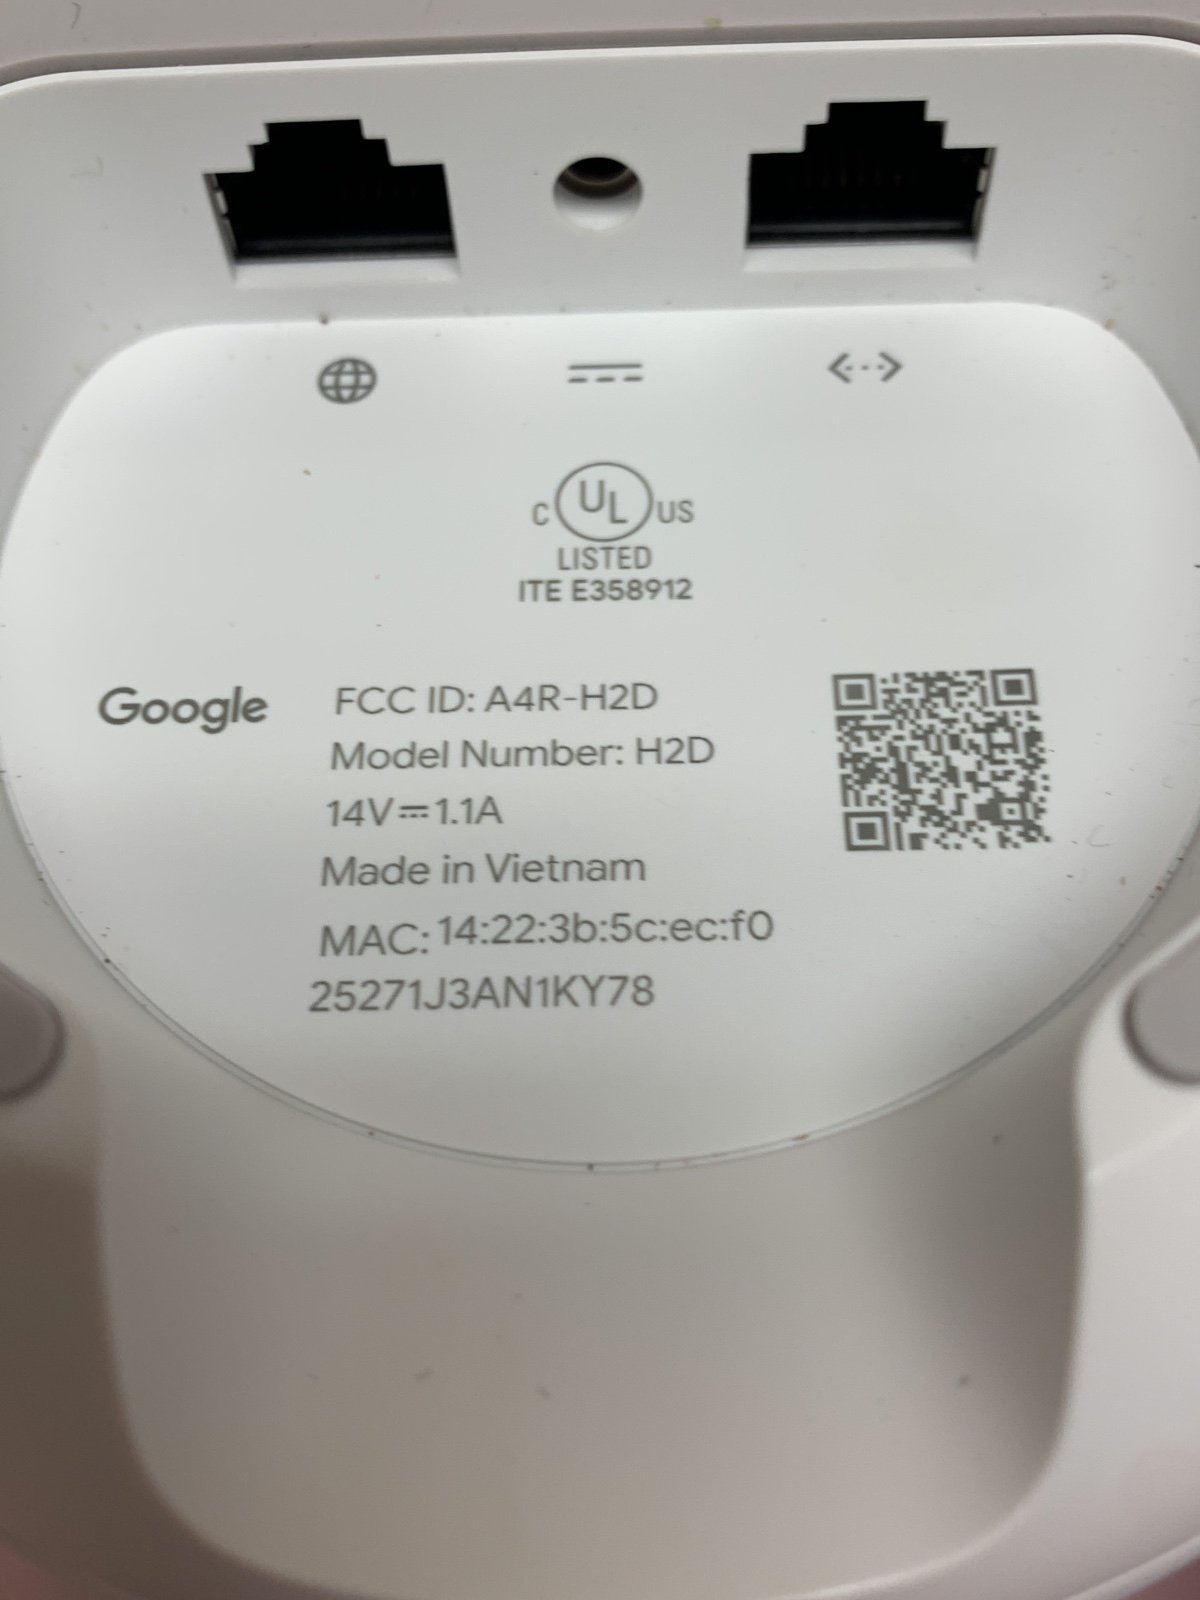 C UL US
LISTED
ITE E358912
Google
FCC ID: A4R-H2D
Model Number: H2D
14V⎓1.1A
Made in Vietnam
MAC: 14:22:3b:5c:ec:f0
25271J3AN1KY78